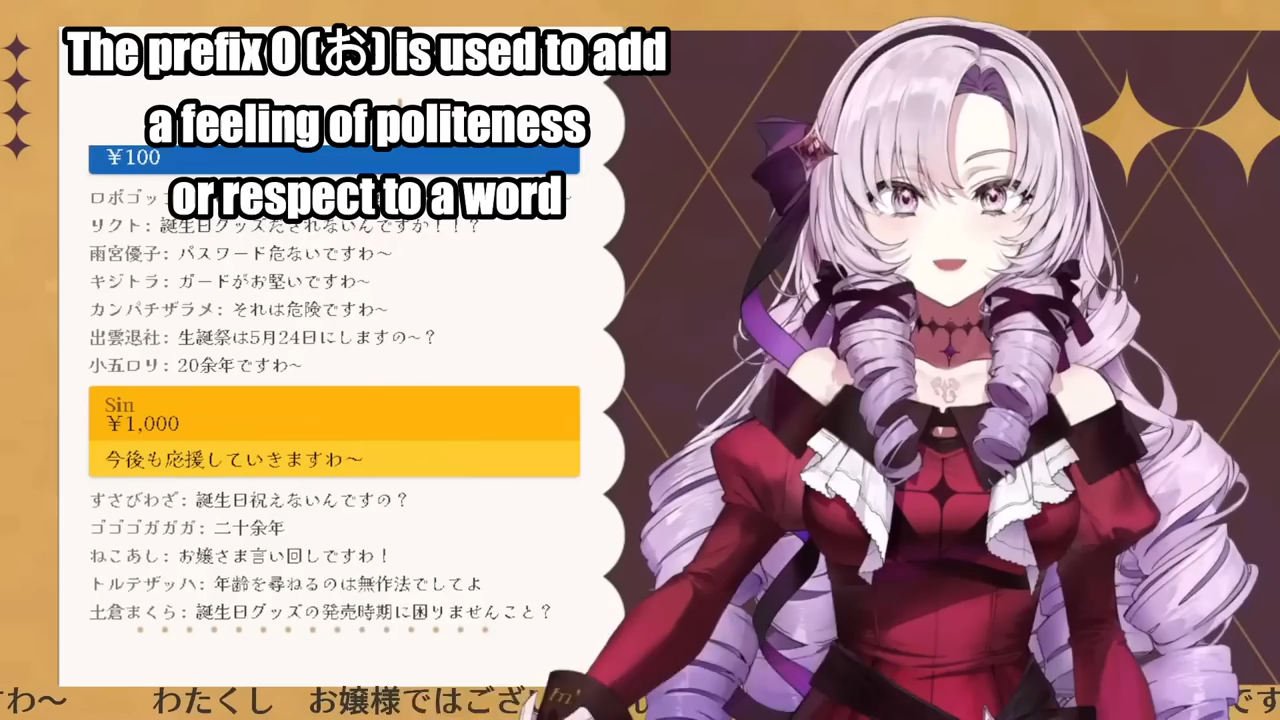 The prefix O (お) is used to add
a feeling of politeness
or respect to a word
￥100
ロボゴッ
リクト: 誕生日グッズださないんですか！！？
雨宮優子: パスワード危ないですわ～
キジトラ: ガードがお堅いですわ~
カンパチザラメ: それは危険ですわ~
出雲退社: 生誕祭は5月24日にしますの~？
小五ロリ: 20余年ですわ~
Sin
￥1,000
今後も応援していきますわ～
すさびわざ: 誕生日祝えないんですの？
ゴゴゴガガガ: 二十余年
ねこあし: お嬢さま言い回しですわ！
トルテザッハ: 年齢を尋ねるのは無作法でしてよ
土倉まくら: 誕生日グッズの発売時期に困りませんこと？
すわ～ わたくし お嬢様ではござ です